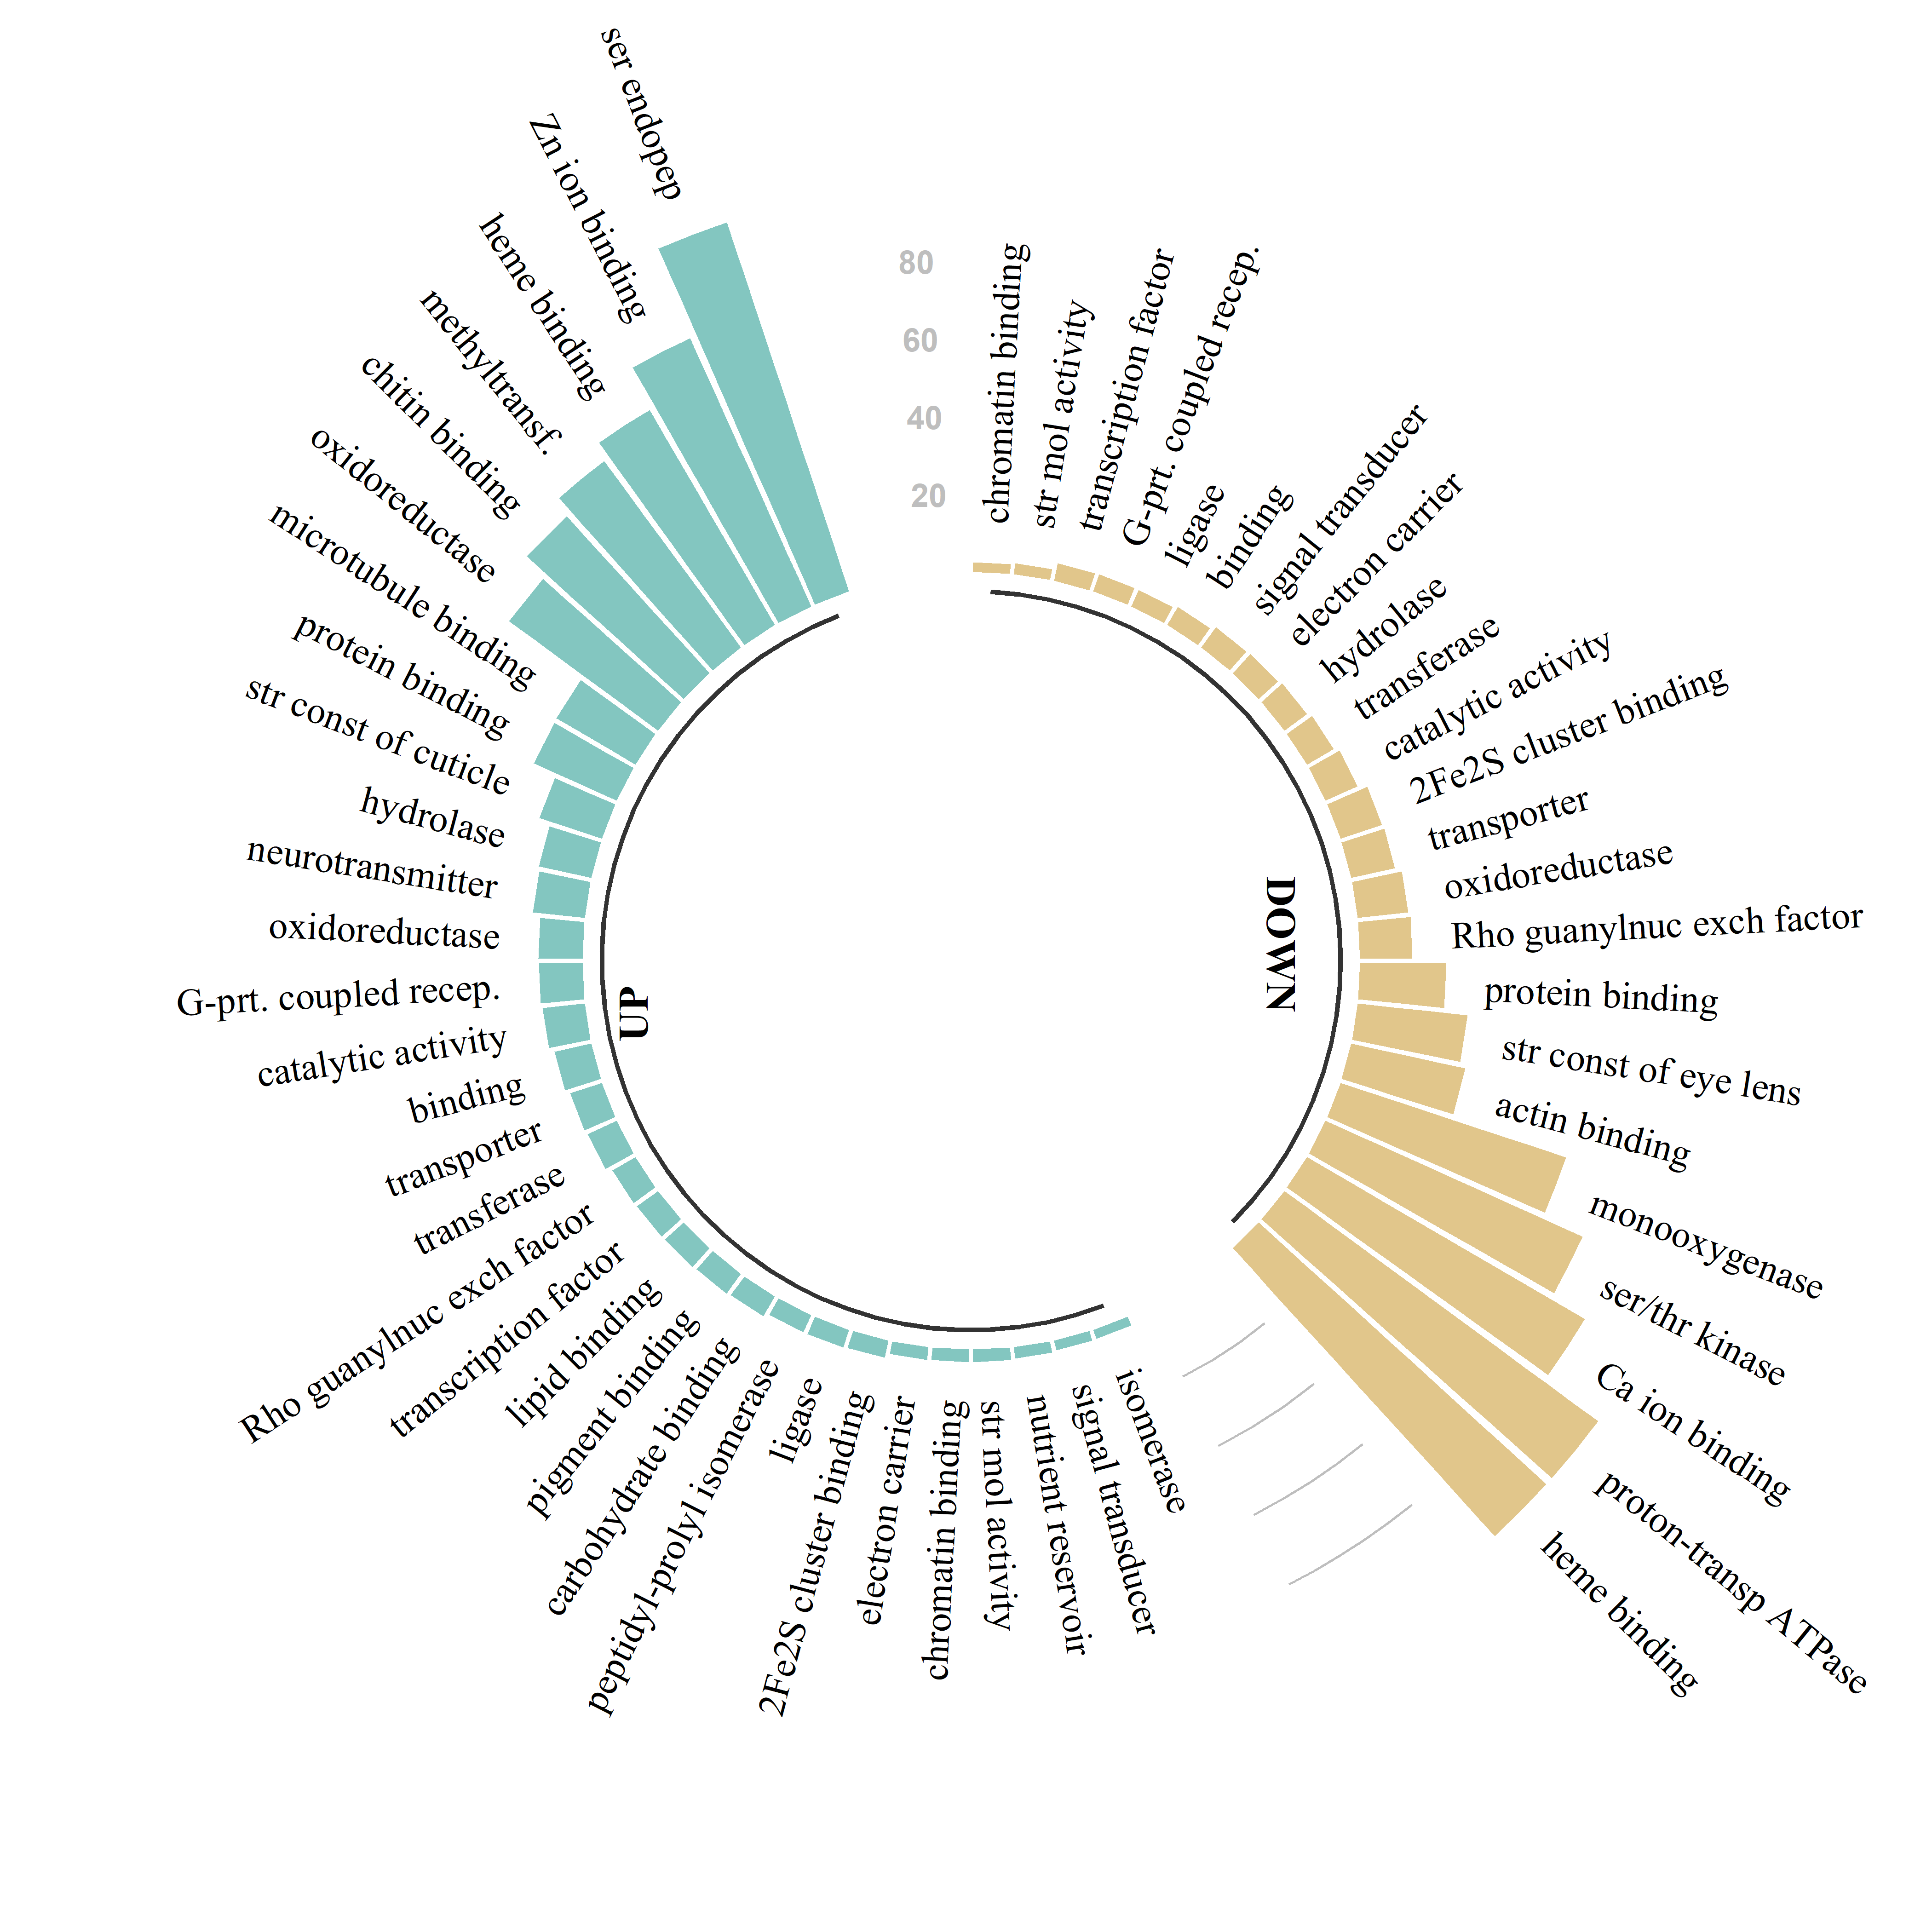 80
60
40
20
chromatin binding
str mol activity
transcription factor
G-prt. coupled recep.
ligase
binding
signal transducer
electron carrier
hydrolase
transferase
catalytic activity
2Fe2S cluster binding
transporter
oxidoreductase
Rho guanylnuc exch factor
protein binding
str const of eye lens
actin binding
monooxygenase
ser/thr kinase
Ca ion binding
proton-transp ATPase
heme binding
DOWN
isomerase
signal transducer
nutrient reservoir
str mol activity
chromatin binding
electron carrier
2Fe2S cluster binding
ligase
peptidyl-prolyl isomerase
carbohydrate binding
pigment binding
lipid binding
transcription factor
Rho guanylnuc exch factor
transferase
transporter
binding
catalytic activity
G-prt. coupled recep.
oxidoreductase
neurotransmitter
hydrolase
str const of cuticle
protein binding
microtubule binding
oxidoreductase
chitin binding
methyltransf.
heme binding
Zn ion binding
ser endopep
UP